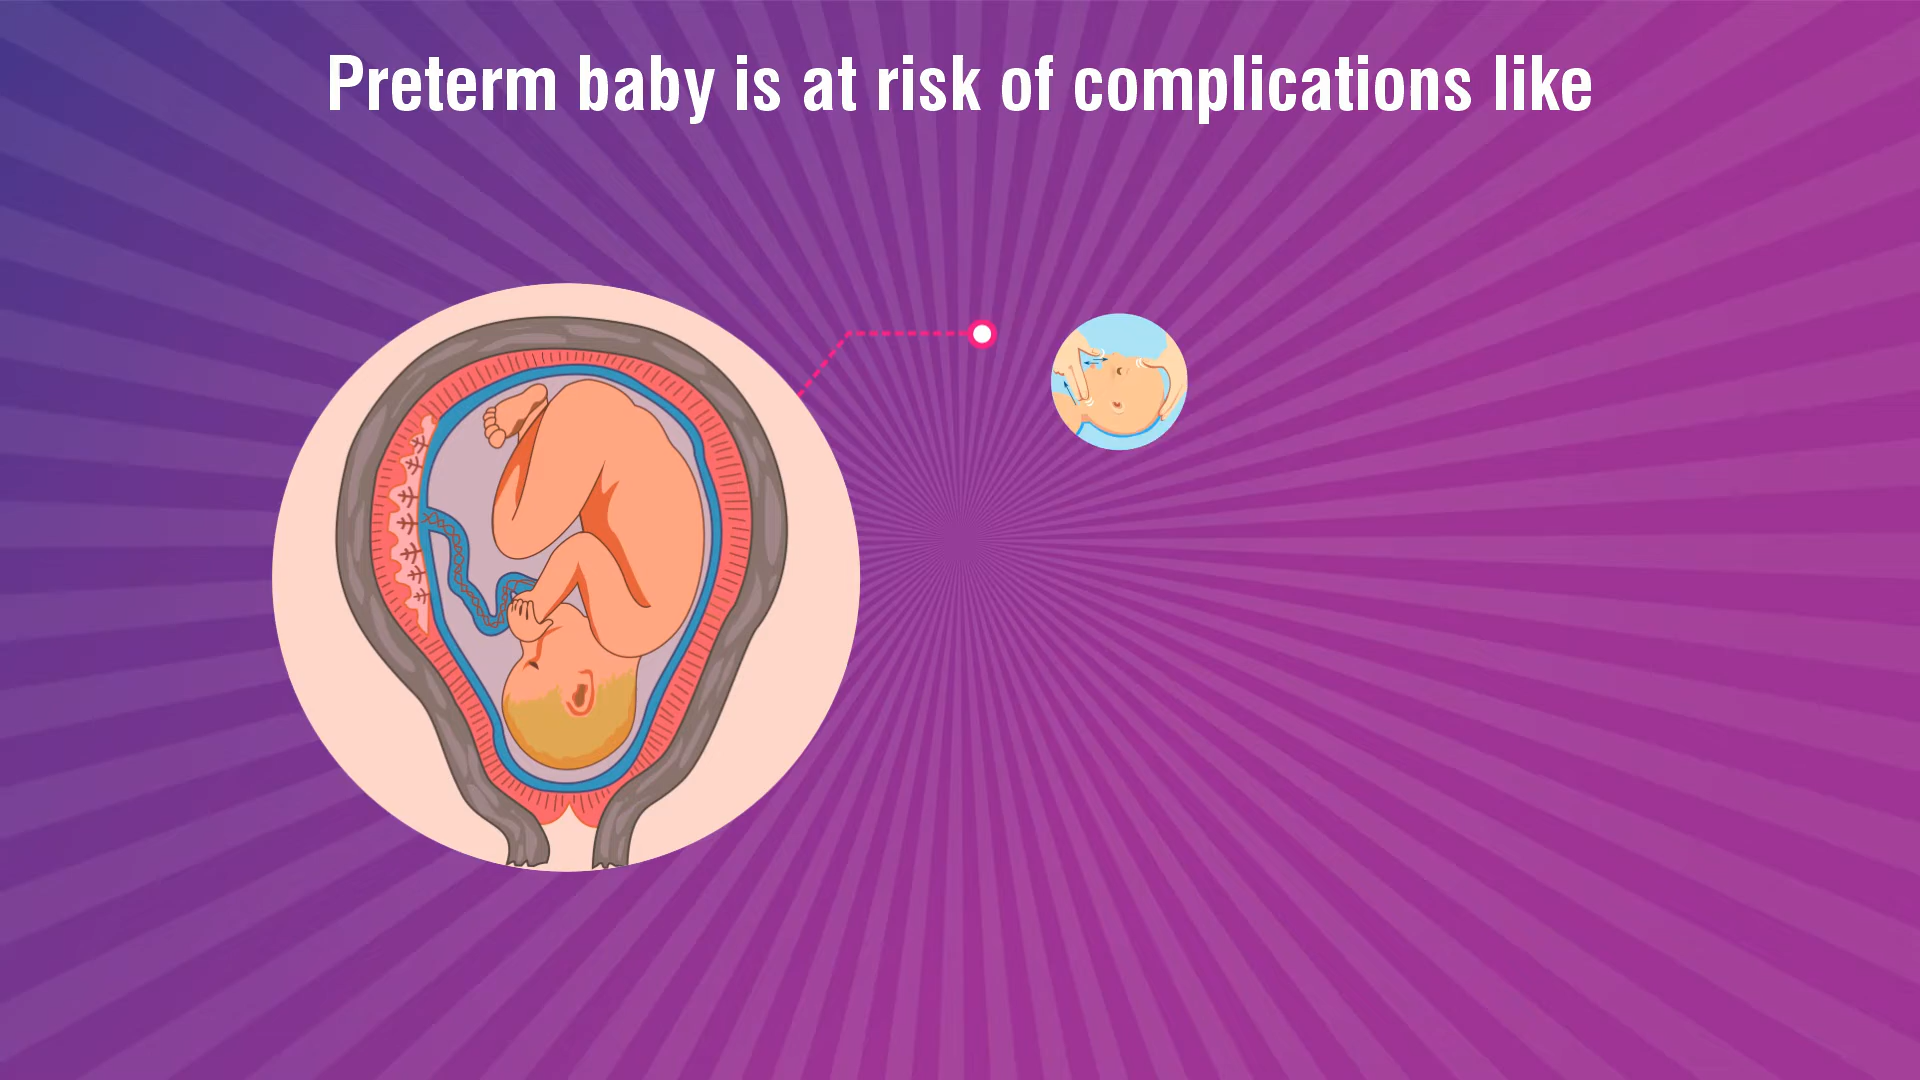 Preterm baby is at risk of complications like